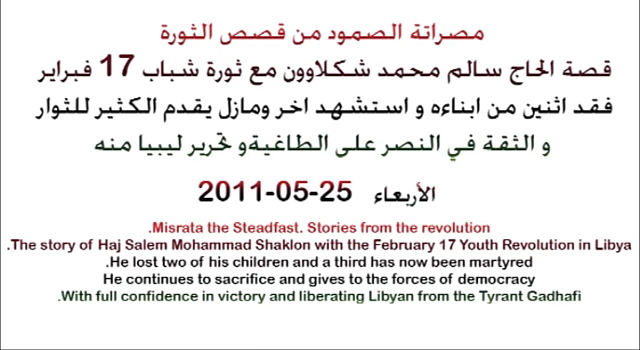 مصراتة الصمود من قصص الثورة
قصة الحاج سالم محمد شكلاوون مع ثورة شباب 17 فبراير
فقد اثنين من ابناءه و استشهد اخر ومازل يقدم الكثير للثوار
و الثقة في النصر على الطاغيةو تحرير ليبيا منه
الأربعاء 25-05-2011
.Misrata the Steadfast. Stories from the revolution
.The story of Haj Salem Mohammad Shaklon with the February 17 Youth Revolution in Libya
.He lost two of his children and a third has now been martyred
He continues to sacrifice and gives to the forces of democracy
.With full confidence in victory and liberating Libyan from the Tyrant Gadhafi